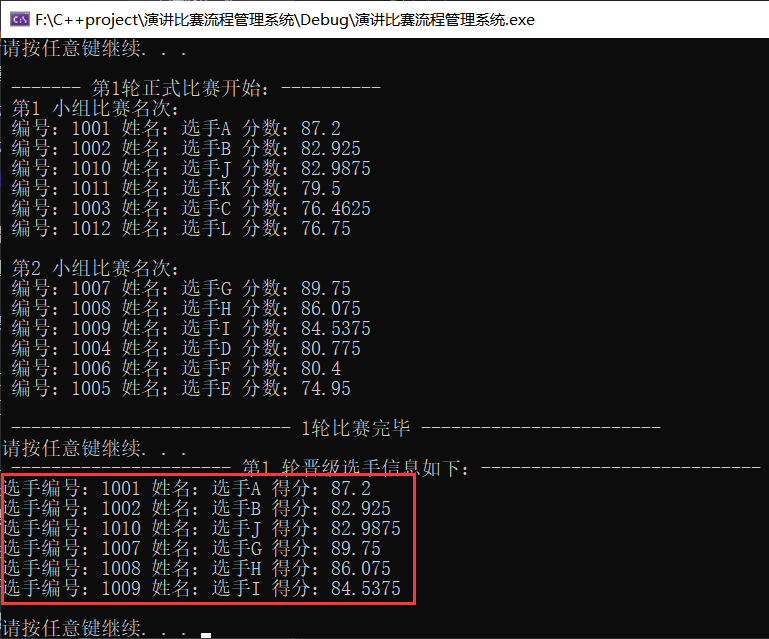 F:\C++project\演讲比赛流程管理系统\Debug\演讲比赛流程管理系统.exe
请按任意键继续. . .
------- 第1轮正式比赛开始: ----------
第1 小组比赛名次:
编号: 1001 姓名: 选手A 分数: 87.2
编号: 1002 姓名: 选手B 分数: 82.925
编号: 1010 姓名: 选手J 分数: 82.9875
编号: 1011 姓名: 选手K 分数: 79.5
编号: 1003 姓名: 选手C 分数: 76.4625
编号: 1012 姓名: 选手L 分数: 76.75
第2 小组比赛名次:
编号: 1007 姓名: 选手G 分数: 89.75
编号: 1008 姓名: 选手H 分数: 86.075
编号: 1009 姓名: 选手I 分数: 84.5375
编号: 1004 姓名: 选手D 分数: 80.775
编号: 1006 姓名: 选手F 分数: 80.4
编号: 1005 姓名: 选手E 分数: 74.95
---------------------------- 1轮比赛完毕 ------------------------
请按任意键继续. . .
---------------------- 第1 轮晋级选手信息如下: ----------------------------
选手编号: 1001 姓名: 选手A 得分: 87.2
选手编号: 1002 姓名: 选手B 得分: 82.925
选手编号: 1010 姓名: 选手J 得分: 82.9875
选手编号: 1007 姓名: 选手G 得分: 89.75
选手编号: 1008 姓名: 选手H 得分: 86.075
选手编号: 1009 姓名: 选手I 得分: 84.5375
请按任意键继续. . .